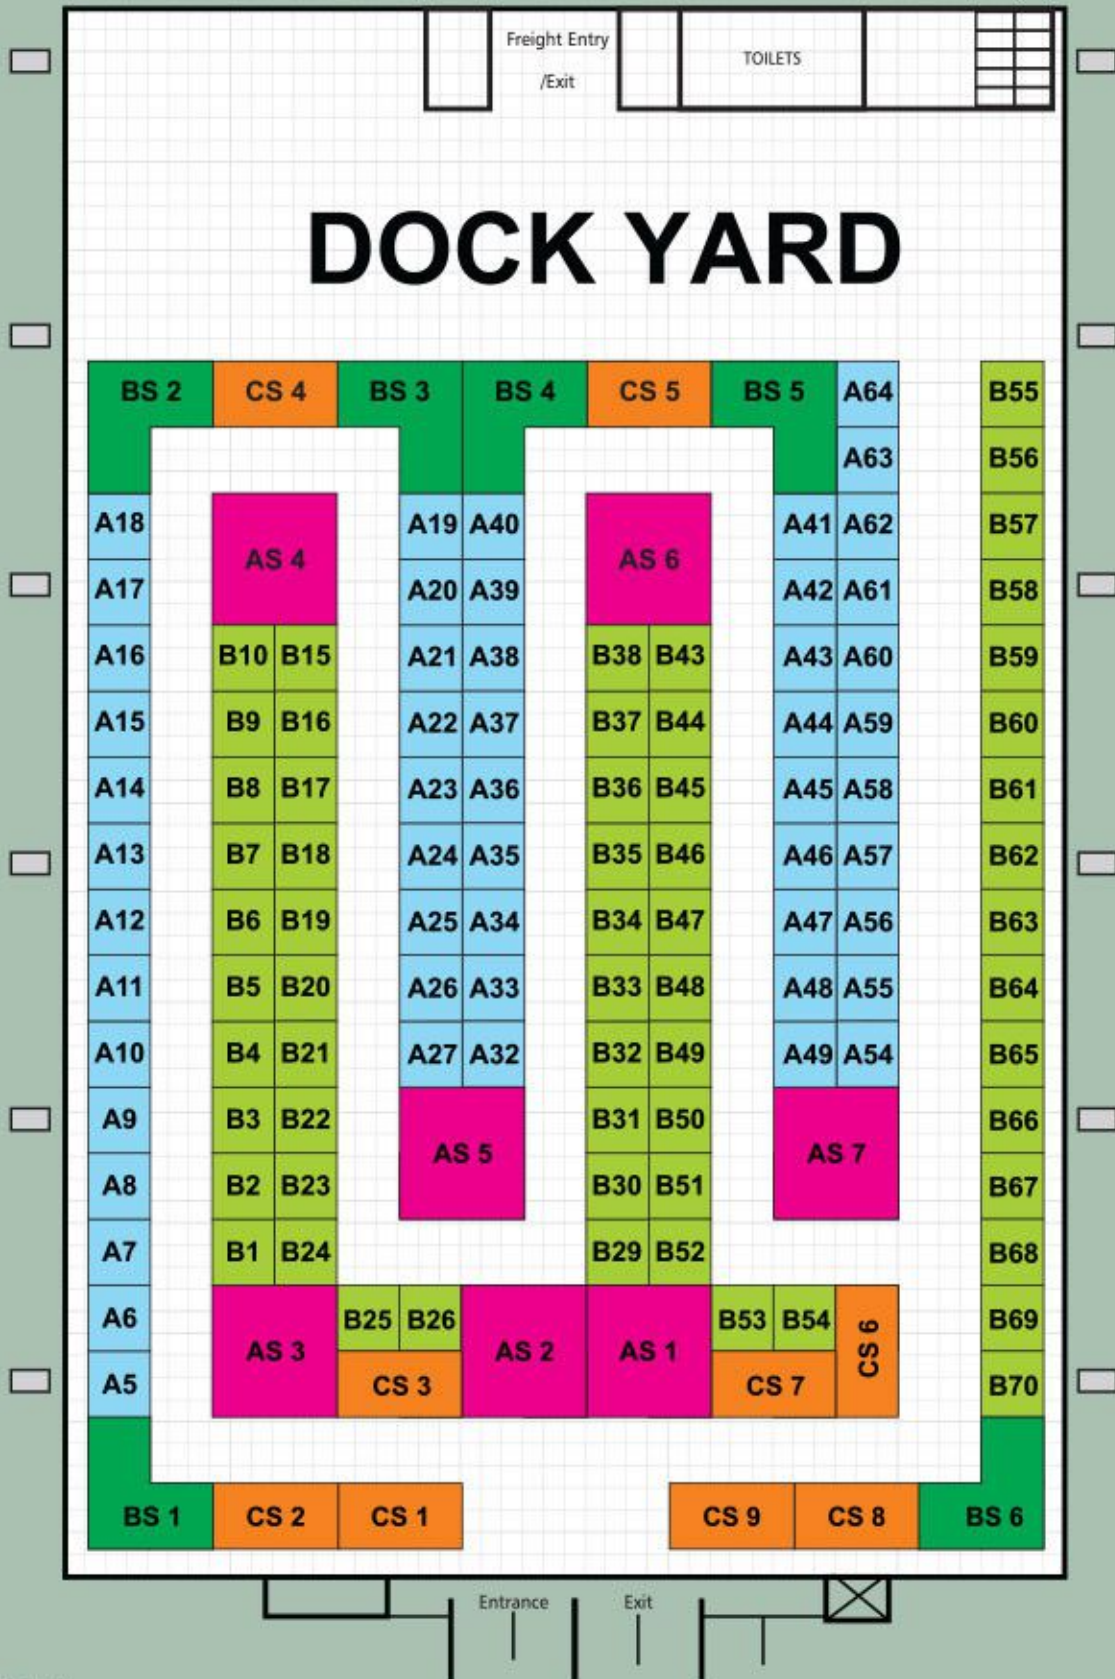 Freight Entry
/Exit
TOILETS
DOCK YARD
BS 2 CS 4 BS 3 BS 4 CS 5 BS 5 A64 B55
A63 B56
A18 A19 A40 A41 A62 B57
AS 4 AS 6
A17 A20 A39 A42 A61 B58
A16 B10 B15 A21 A38 B38 B43 A43 A60 B59
A15 B9 B16 A22 A37 B37 B44 A44 A59 B60
A14 B8 B17 A23 A36 B36 B45 A45 A58 B61
A13 B7 B18 A24 A35 B35 B46 A46 A57 B62
A12 B6 B19 A25 A34 B34 B47 A47 A56 B63
A11 B5 B20 A26 A33 B33 B48 A48 A55 B64
A10 B4 B21 A27 A32 B32 B49 A49 A54 B65
A9 B3 B22 B31 B50 B66
AS 5 AS 7
A8 B2 B23 B30 B51 B67
A7 B1 B24 B29 B52 B68
A6 B25 B26 B53 B54 CS 6 B69
AS 3 AS 2 AS 1
A5 CS 3 CS 7 B70
BS 1 CS 2 CS 1 CS 9 CS 8 BS 6
Entrance Exit